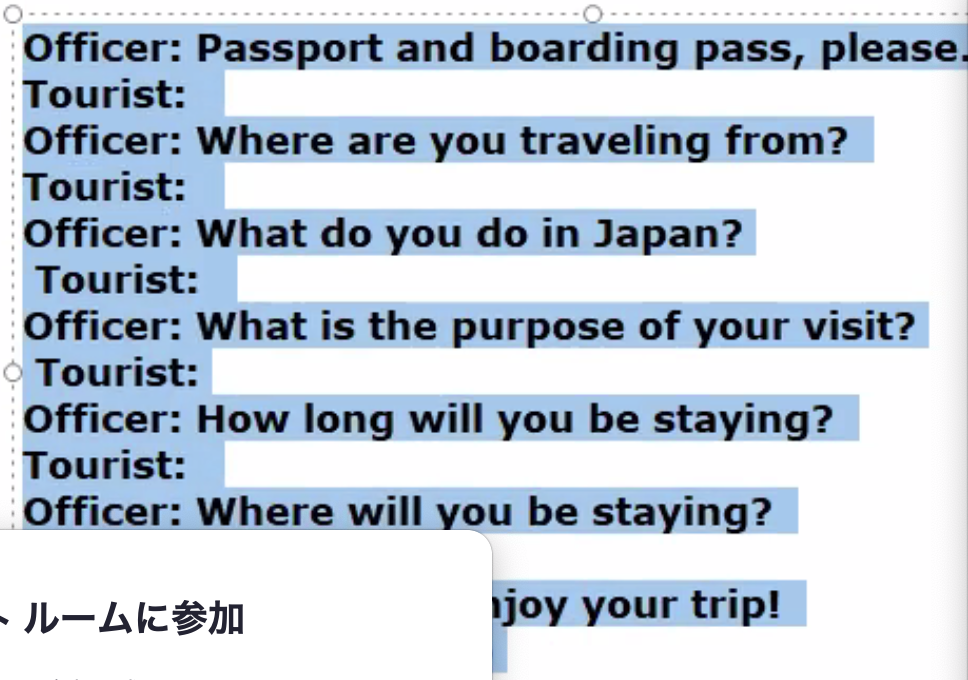 Officer: Passport and boarding pass, please.
Tourist:
Officer: Where are you traveling from?
Tourist:
Officer: What do you do in Japan?
Tourist:
Officer: What is the purpose of your visit?
Tourist:
Officer: How long will you be staying?
Tourist:
Officer: Where will you be staying?
njoy your trip!
ト ルームに参加